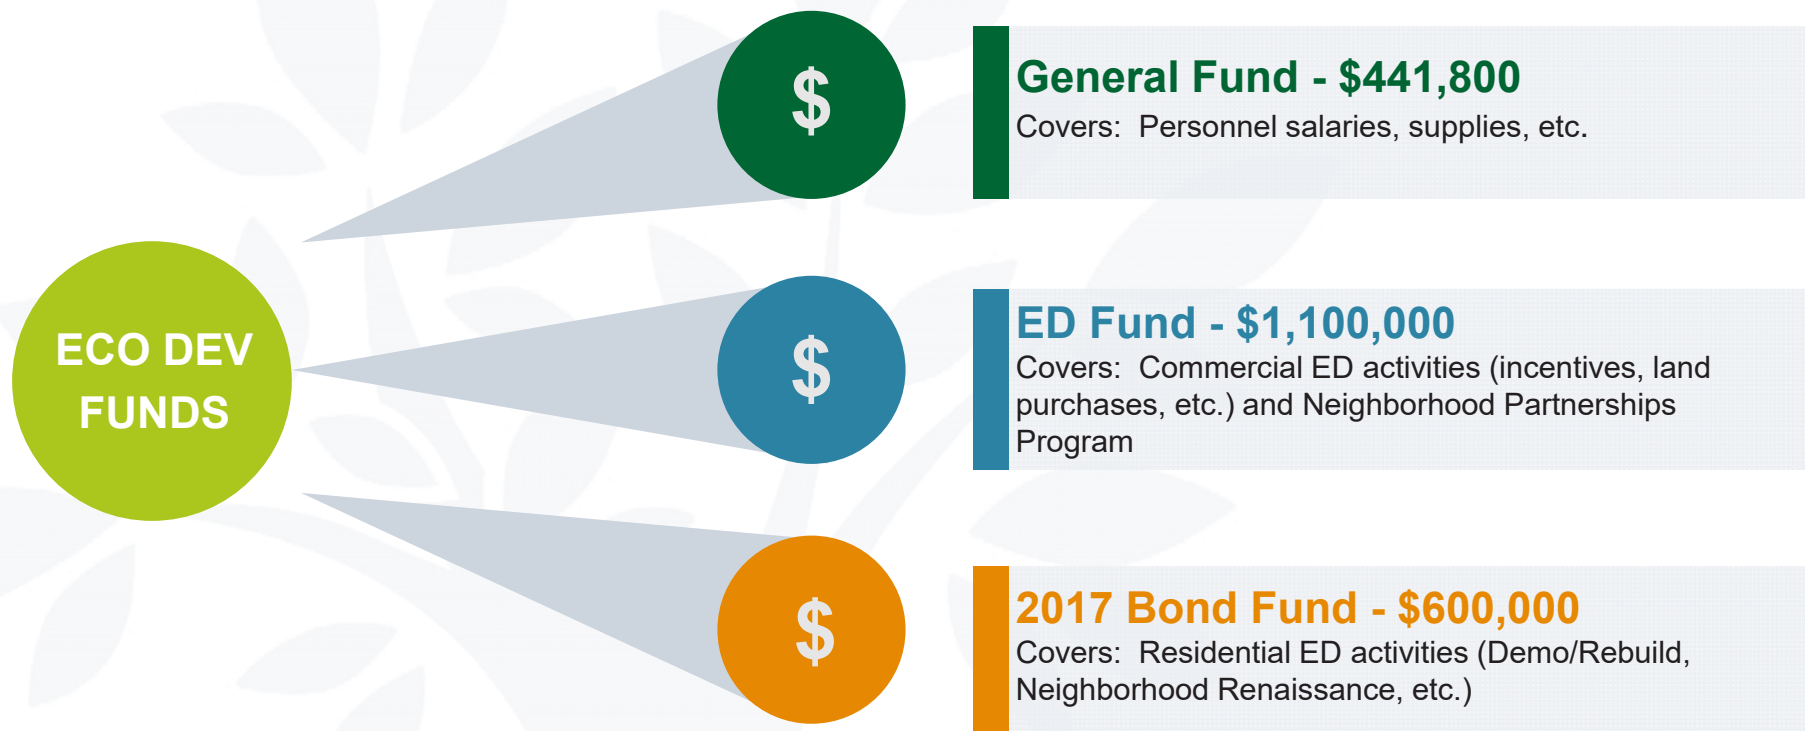 ECO DEV
FUNDS
$
General Fund - $441,800
Covers:  Personnel salaries, supplies, etc.
$
ED Fund - $1,100,000
Covers:  Commercial ED activities (incentives, land
purchases, etc.) and Neighborhood Partnerships
Program
$
2017 Bond Fund - $600,000
Covers:  Residential ED activities (Demo/Rebuild,
Neighborhood Renaissance, etc.)